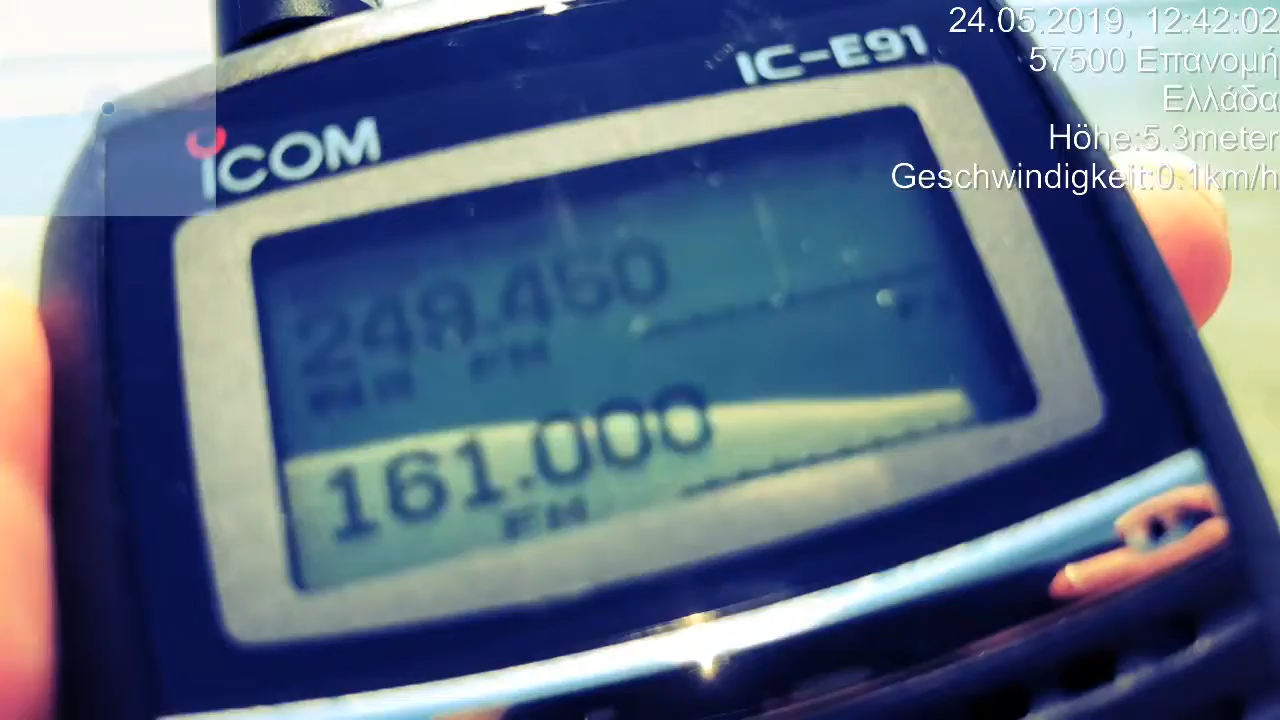 24.05.2019, 12:42:02
57500 Επανομή
Ελλάδα
Höhe:5.3meter
Geschwindigkeit:0.1km/h
IC-E91
ICOM
249.450
FM
161.000
FM